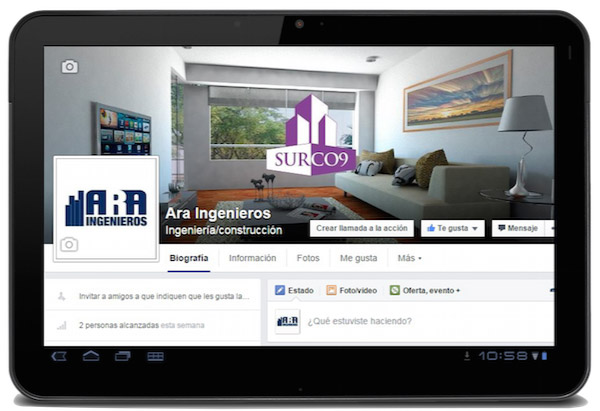 SURCO9
ARA
INGENIEROS
Ara Ingenieros
Ingeniería/construcción
Crear llamada a la acción
Te gusta
Mensaje
Biografía
Información
Fotos
Me gusta
Más
Invitar a amigos a que indiquen que les gusta la...
2 personas alcanzadas esta semana
Estado
Foto/video
Oferta, evento +
¿Qué estuviste haciendo?
10:58